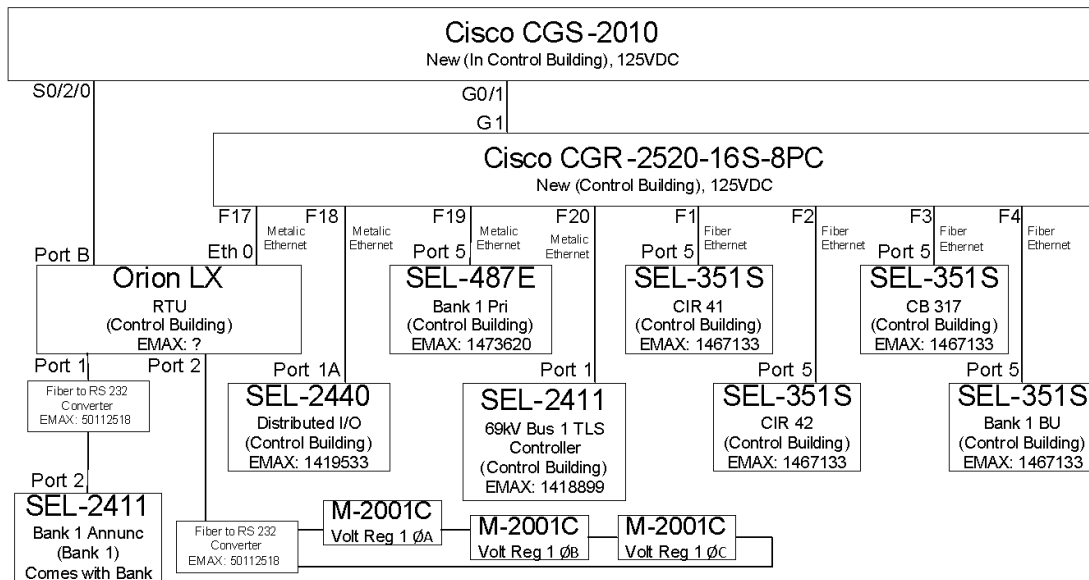 Cisco CGS-2010
New (In Control Building), 125VDC
S0/2/0
G0/1
G1
Cisco CGR-2520-16S-8PC
New (Control Building), 125VDC
F17
F18
F19
F20
F1
F2
F3
F4
Metalic
Ethernet
Metalic
Ethernet
Metalic
Ethernet
Metalic
Ethernet
Fiber
Ethernet
Fiber
Ethernet
Fiber
Ethernet
Fiber
Ethernet
Port B
Eth 0
Port 5
Port 5
Port 5
Orion LX
RTU
(Control Building)
EMAX: ?
SEL-487E
Bank 1 Pri
(Control Building)
EMAX: 1473620
SEL-351S
CIR 41
(Control Building)
EMAX: 1467133
SEL-351S
CB 317
(Control Building)
EMAX: 1467133
Port 1
Port 2
Port 1A
Port 1
Port 5
Port 5
Fiber to RS 232
Converter
EMAX: 50112518
SEL-2440
Distributed I/O
(Control Building)
EMAX: 1419533
SEL-2411
69kV Bus 1 TLS
Controller
(Control Building)
EMAX: 1418899
SEL-351S
CIR 42
(Control Building)
EMAX: 1467133
SEL-351S
Bank 1 BU
(Control Building)
EMAX: 1467133
Port 2
SEL-2411
Bank 1 Annunc
(Bank 1)
Comes with Bank
Fiber to RS 232
Converter
EMAX: 50112518
M-2001C
Volt Reg 1 ØA
M-2001C
Volt Reg 1 ØB
M-2001C
Volt Reg 1 ØC